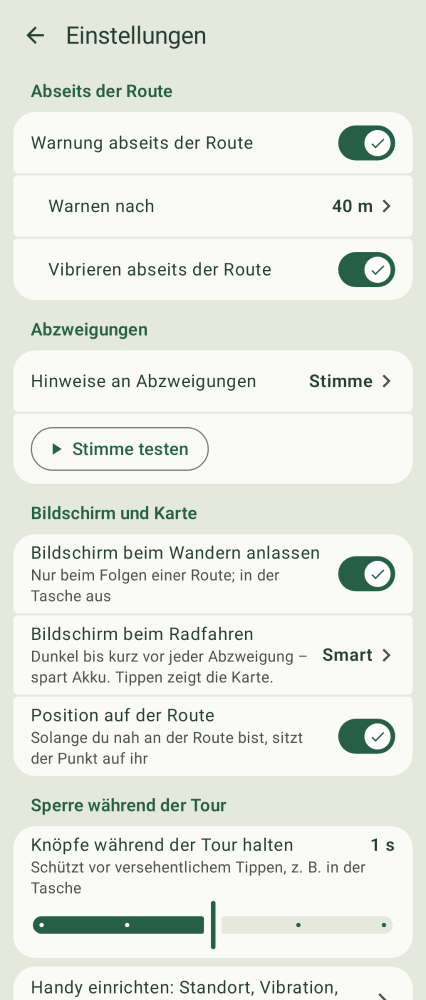 Einstellungen
Abseits der Route
Warnung abseits der Route
Warnen nach 40 m
Vibrieren abseits der Route
Abzweigungen
Hinweise an Abzweigungen Stimme
Stimme testen
Bildschirm und Karte
Bildschirm beim Wandern anlassen
Nur beim Folgen einer Route; in der
Tasche aus
Bildschirm beim Radfahren
Dunkel bis kurz vor jeder Abzweigung –
spart Akku. Tippen zeigt die Karte.
Smart
Position auf der Route
Solange du nah an der Route bist, sitzt
der Punkt auf ihr
Sperre während der Tour
Knöpfe während der Tour halten 1 s
Schützt vor versehentlichem Tippen, z. B. in der
Tasche
Handy einrichten: Standort, Vibration,